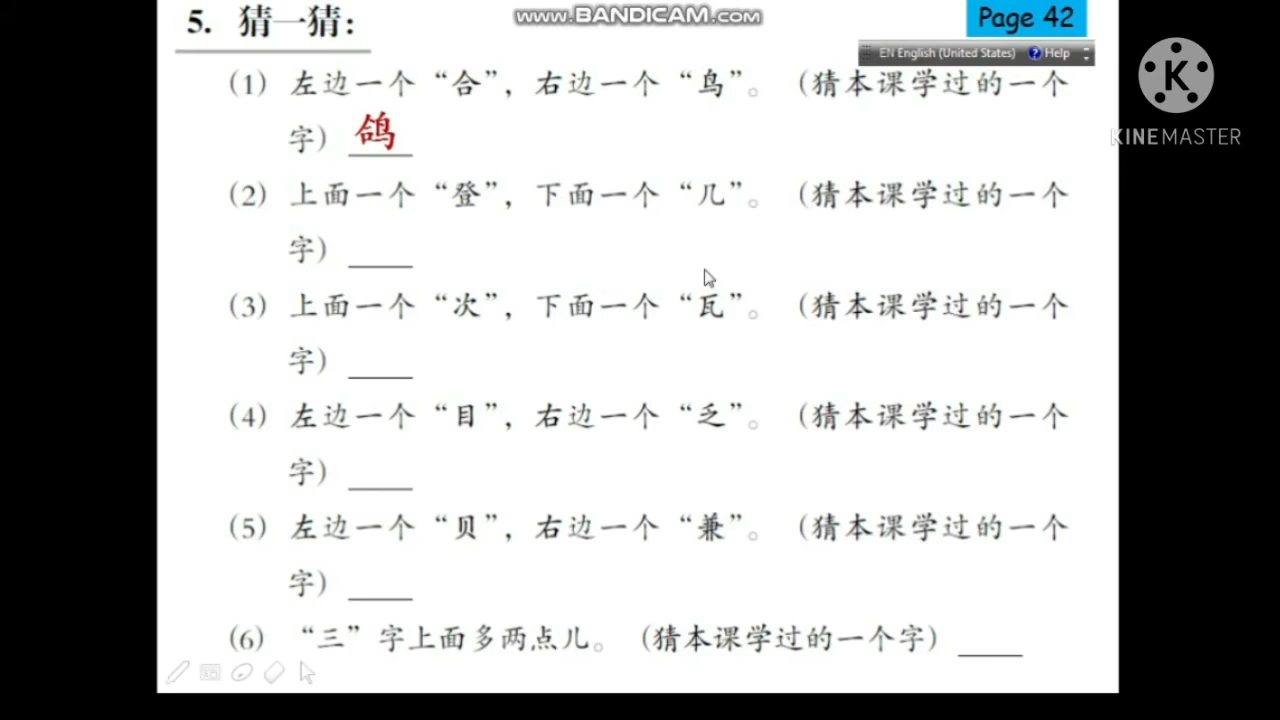 www.BANDICAM.com
5. 猜一猜：
Page 42
EN English (United States) ? Help
K
KINEMASTER
(1) 左边一个“合”，右边一个“鸟”。（猜本课学过的一个
字）鸽
(2) 上面一个“登”，下面一个“几”。（猜本课学过的一个
字）____
(3) 上面一个“次”，下面一个“瓦”。（猜本课学过的一个
字）____
(4) 左边一个“目”，右边一个“乏”。（猜本课学过的一个
字）____
(5) 左边一个“贝”，右边一个“兼”。（猜本课学过的一个
字）____
(6) “三”字上面多两点儿。（猜本课学过的一个字）____